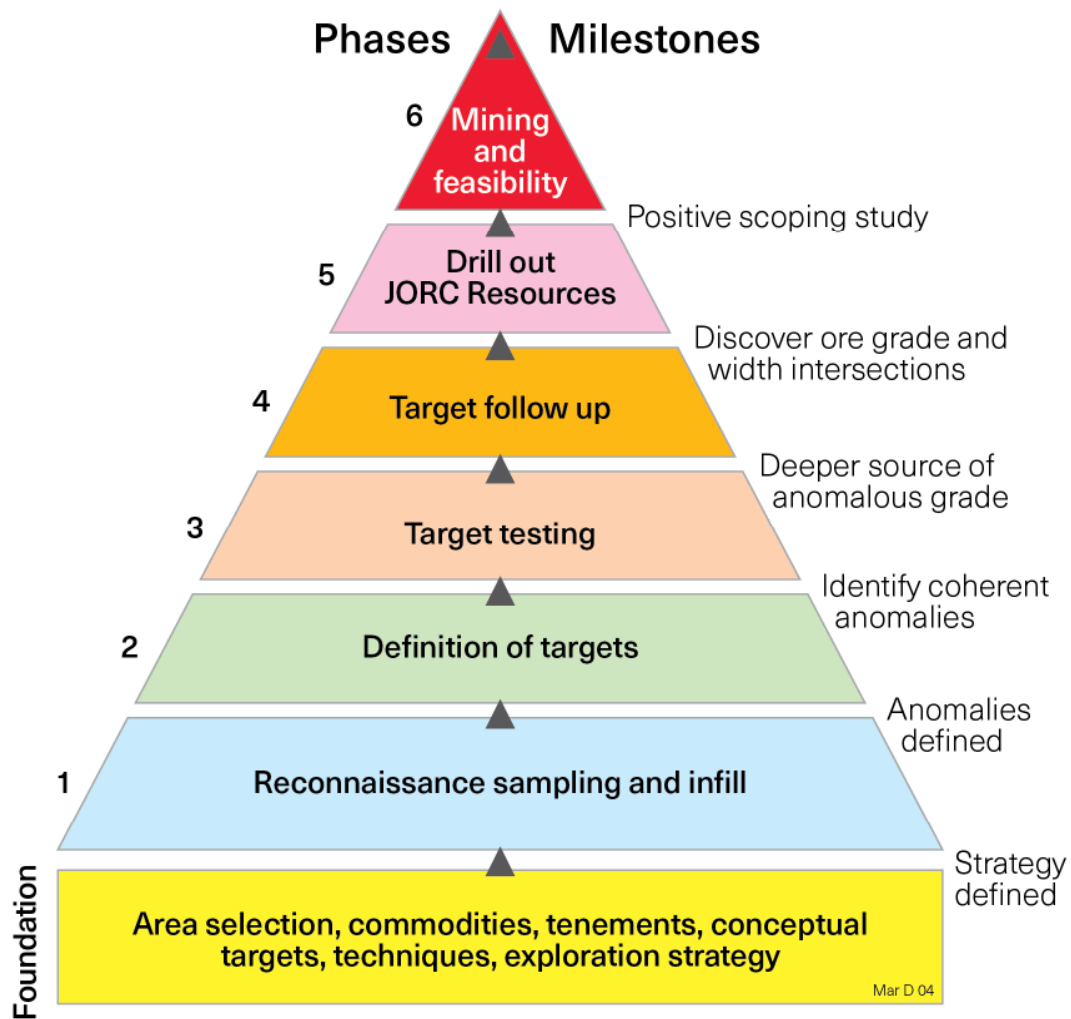 Phases
Milestones
6
Mining
and
feasibility
Positive scoping study
5
Drill out
JORC Resources
Discover ore grade and
width intersections
4
Target follow up
Deeper source of
anomalous grade
3
Target testing
Identify coherent
anomalies
2
Definition of targets
Anomalies
defined
1
Reconnaissance sampling and infill
Strategy
defined
Foundation
Area selection, commodities, tenements, conceptual
targets, techniques, exploration strategy
Mar D 04